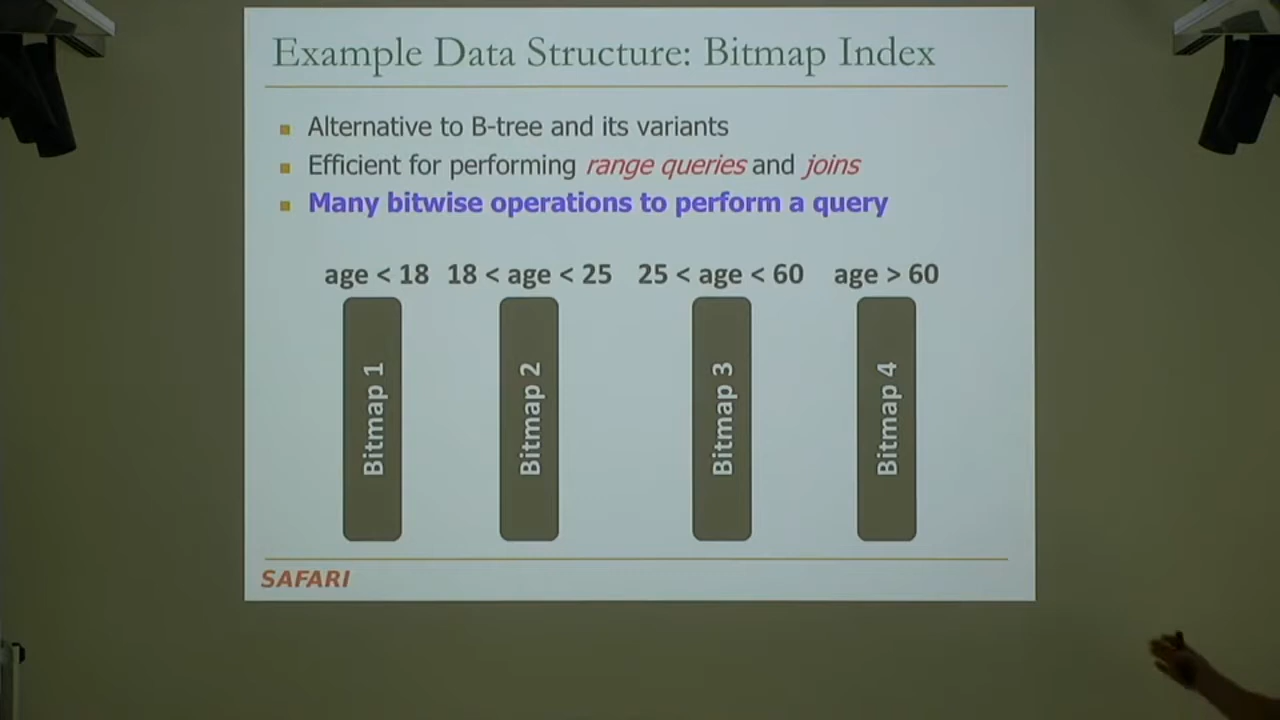 Example Data Structure: Bitmap Index
Alternative to B-tree and its variants
Efficient for performing range queries and joins
Many bitwise operations to perform a query
age < 18 18 < age < 25 25 < age < 60 age > 60
Bitmap 1 Bitmap 2 Bitmap 3 Bitmap 4
SAFARI